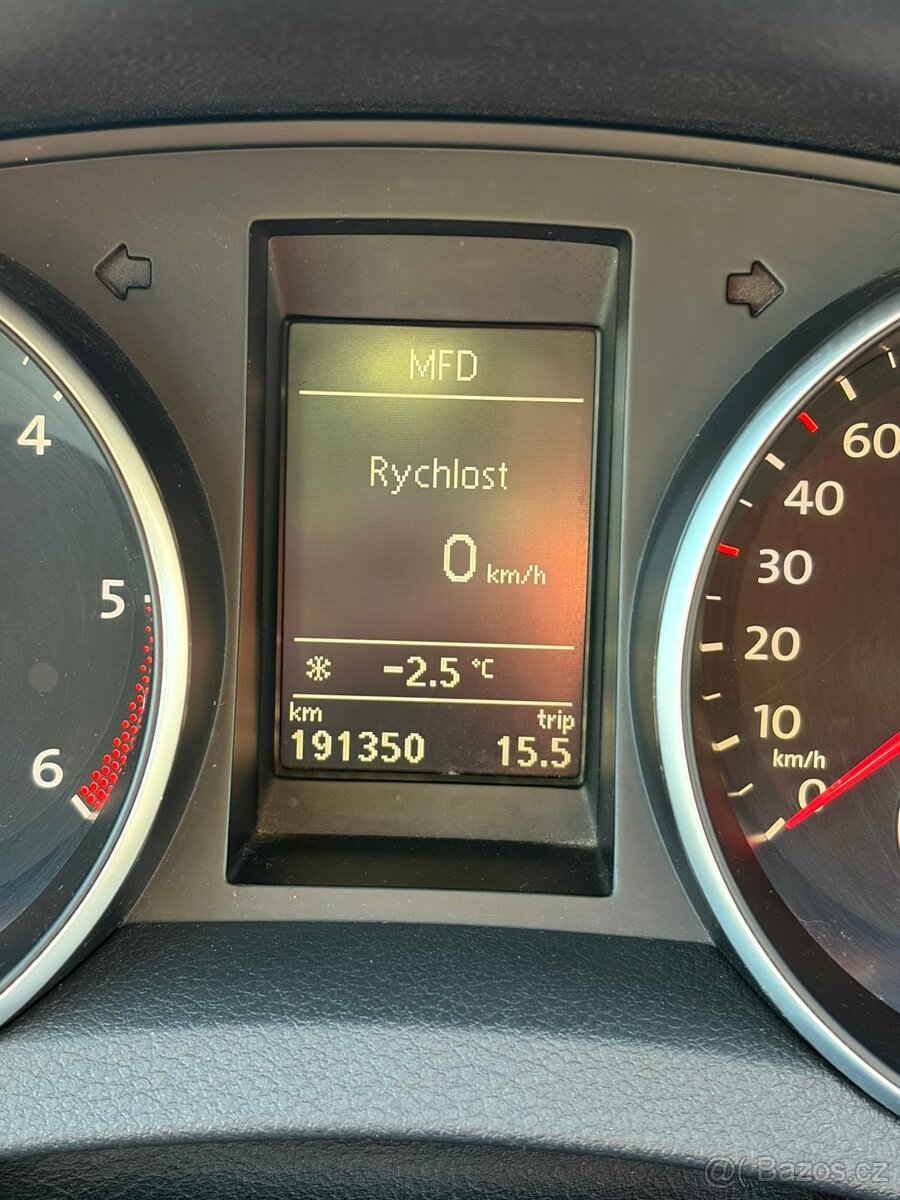 MFD
Rychlost
0 km/h
-2.5 °C
km trip
191350 15.5
4
5
6
60
40
30
20
10
km/h
0
@( Bazos.cz